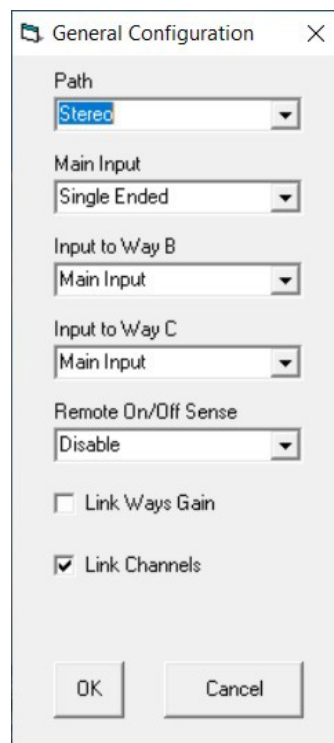 General Configuration
Path
Stereo
Main Input
Single Ended
Input to Way B
Main Input
Input to Way C
Main Input
Remote On/Off Sense
Disable
Link Ways Gain
Link Channels
OK Cancel